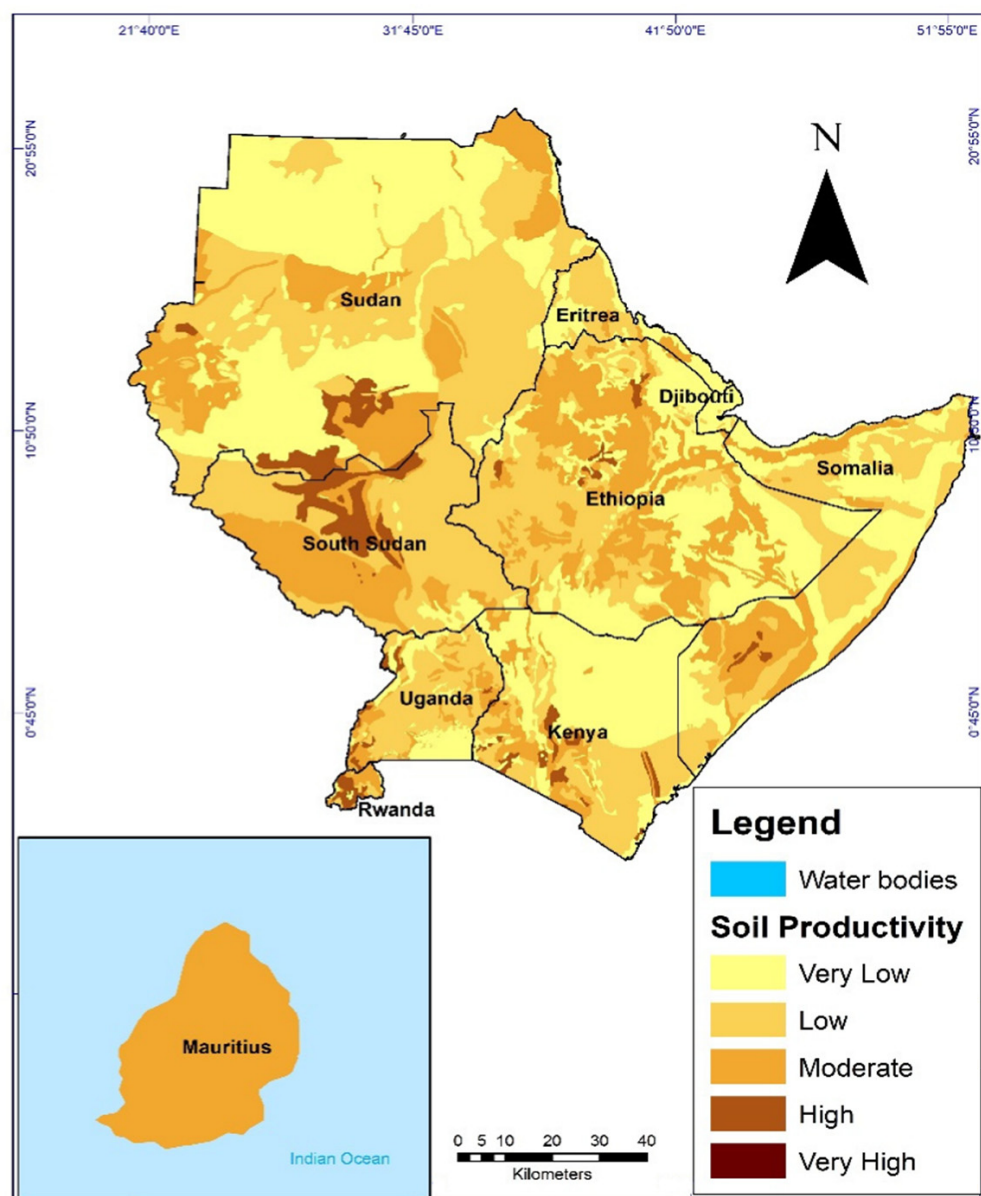 21°40'0"E
31°45'0"E
41°50'0"E
51°55'0"E
20°55'0"N
20°55'0"N
N
Sudan
Eritrea
Djibouti
10°50'0"N
Somalia
Ethiopia
South Sudan
Uganda
0°45'0"N
0°45'0"N
Kenya
Rwanda
Legend
Water bodies
Soil Productivity
Very Low
Low
Moderate
High
Very High
Mauritius
Indian Ocean
0 5 10 20 30 40
Kilometers